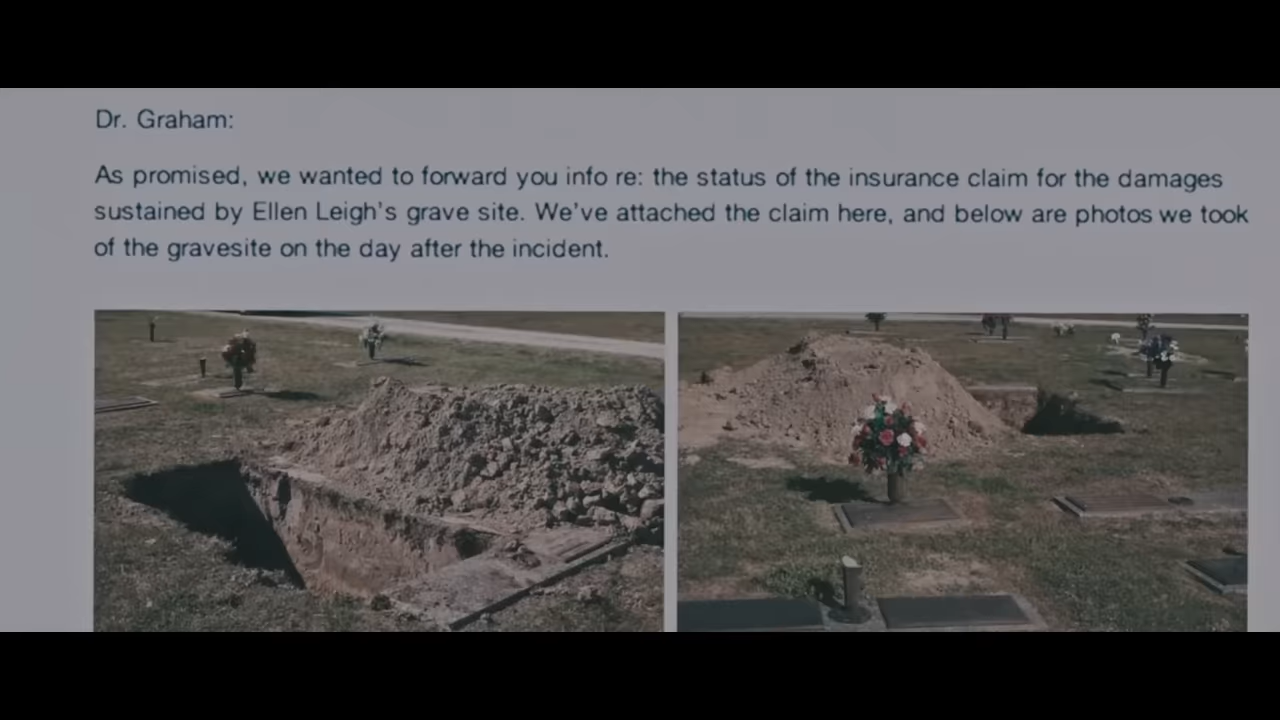 Dr. Graham:
As promised, we wanted to forward you info re: the status of the insurance claim for the damages
sustained by Ellen Leigh's grave site. We've attached the claim here, and below are photos we took
of the gravesite on the day after the incident.